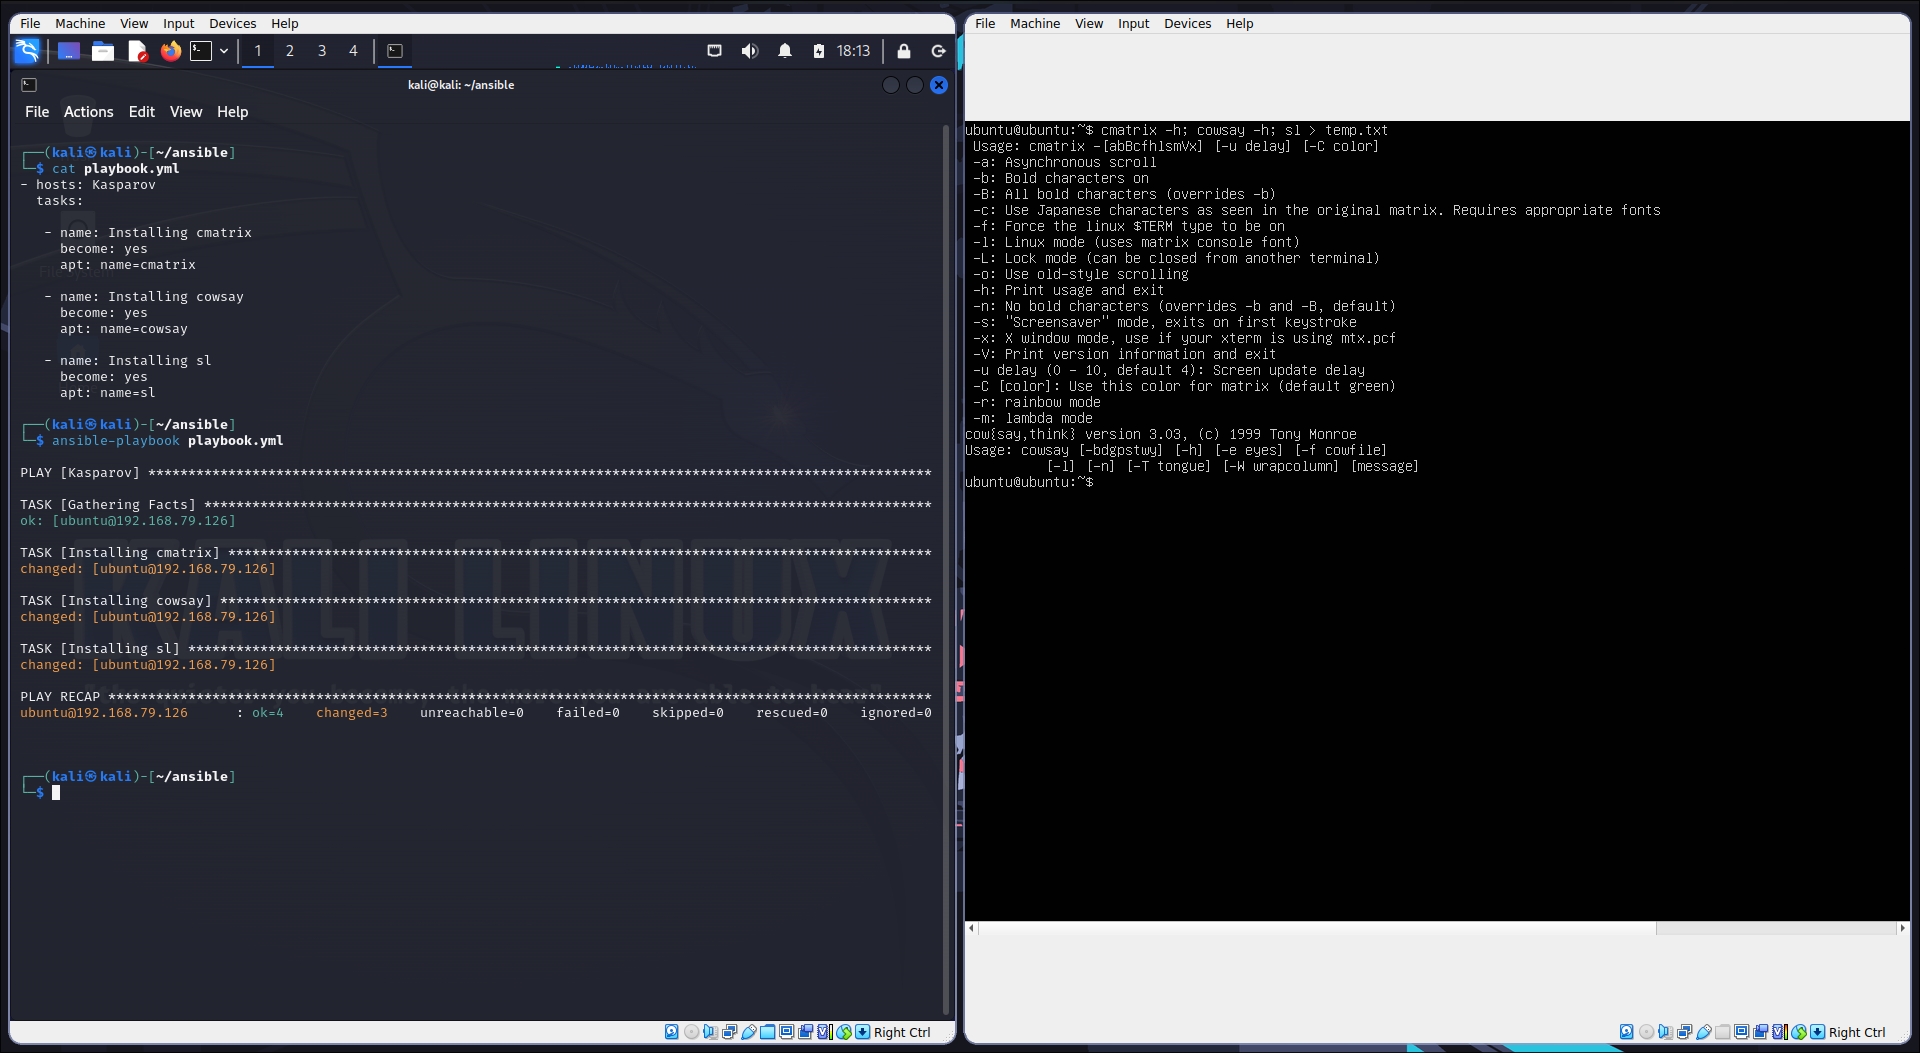 File Machine View Input Devices Help
1 2 3 4 18:13
kali@kali: ~/ansible
File Actions Edit View Help
┌──(kali㉿kali)-[~/ansible]
└─$ cat playbook.yml
- hosts: Kasparov
  tasks:
   - name: Installing cmatrix
     become: yes
     apt: name=cmatrix
   - name: Installing cowsay
     become: yes
     apt: name=cowsay
   - name: Installing sl
     become: yes
     apt: name=sl
┌──(kali㉿kali)-[~/ansible]
└─$ ansible-playbook playbook.yml
PLAY [Kasparov] **************************************************************************************************
TASK [Gathering Facts] *******************************************************************************************
ok: [ubuntu@192.168.79.126]
TASK [Installing cmatrix] ****************************************************************************************
changed: [ubuntu@192.168.79.126]
TASK [Installing cowsay] *****************************************************************************************
changed: [ubuntu@192.168.79.126]
TASK [Installing sl] *********************************************************************************************
changed: [ubuntu@192.168.79.126]
PLAY RECAP *******************************************************************************************************
ubuntu@192.168.79.126      : ok=4    changed=3    unreachable=0    failed=0    skipped=0    rescued=0    ignored=0
┌──(kali㉿kali)-[~/ansible]
└─$
KALI LINUX
Right Ctrl
File Machine View Input Devices Help
ubuntu@ubuntu:~$ cmatrix -h; cowsay -h; sl > temp.txt
 Usage: cmatrix -[abBcfhlsmVx] [-u delay] [-C color]
 -a: Asynchronous scroll
 -b: Bold characters on
 -B: All bold characters (overrides -b)
 -c: Use Japanese characters as seen in the original matrix. Requires appropriate fonts
 -f: Force the linux $TERM type to be on
 -l: Linux mode (uses matrix console font)
 -L: Lock mode (can be closed from another terminal)
 -o: Use old-style scrolling
 -h: Print usage and exit
 -n: No bold characters (overrides -b and -B, default)
 -s: "Screensaver" mode, exits on first keystroke
 -x: X window mode, use if your xterm is using mtx.pcf
 -V: Print version information and exit
 -u delay (0 - 10, default 4): Screen update delay
 -C [color]: Use this color for matrix (default green)
 -r: rainbow mode
 -m: lambda mode
cow{say,think} version 3.03, (c) 1999 Tony Monroe
Usage: cowsay [-bdgpstwy] [-h] [-e eyes] [-f cowfile]
          [-l] [-n] [-T tongue] [-W wrapcolumn] [message]
ubuntu@ubuntu:~$
Right Ctrl